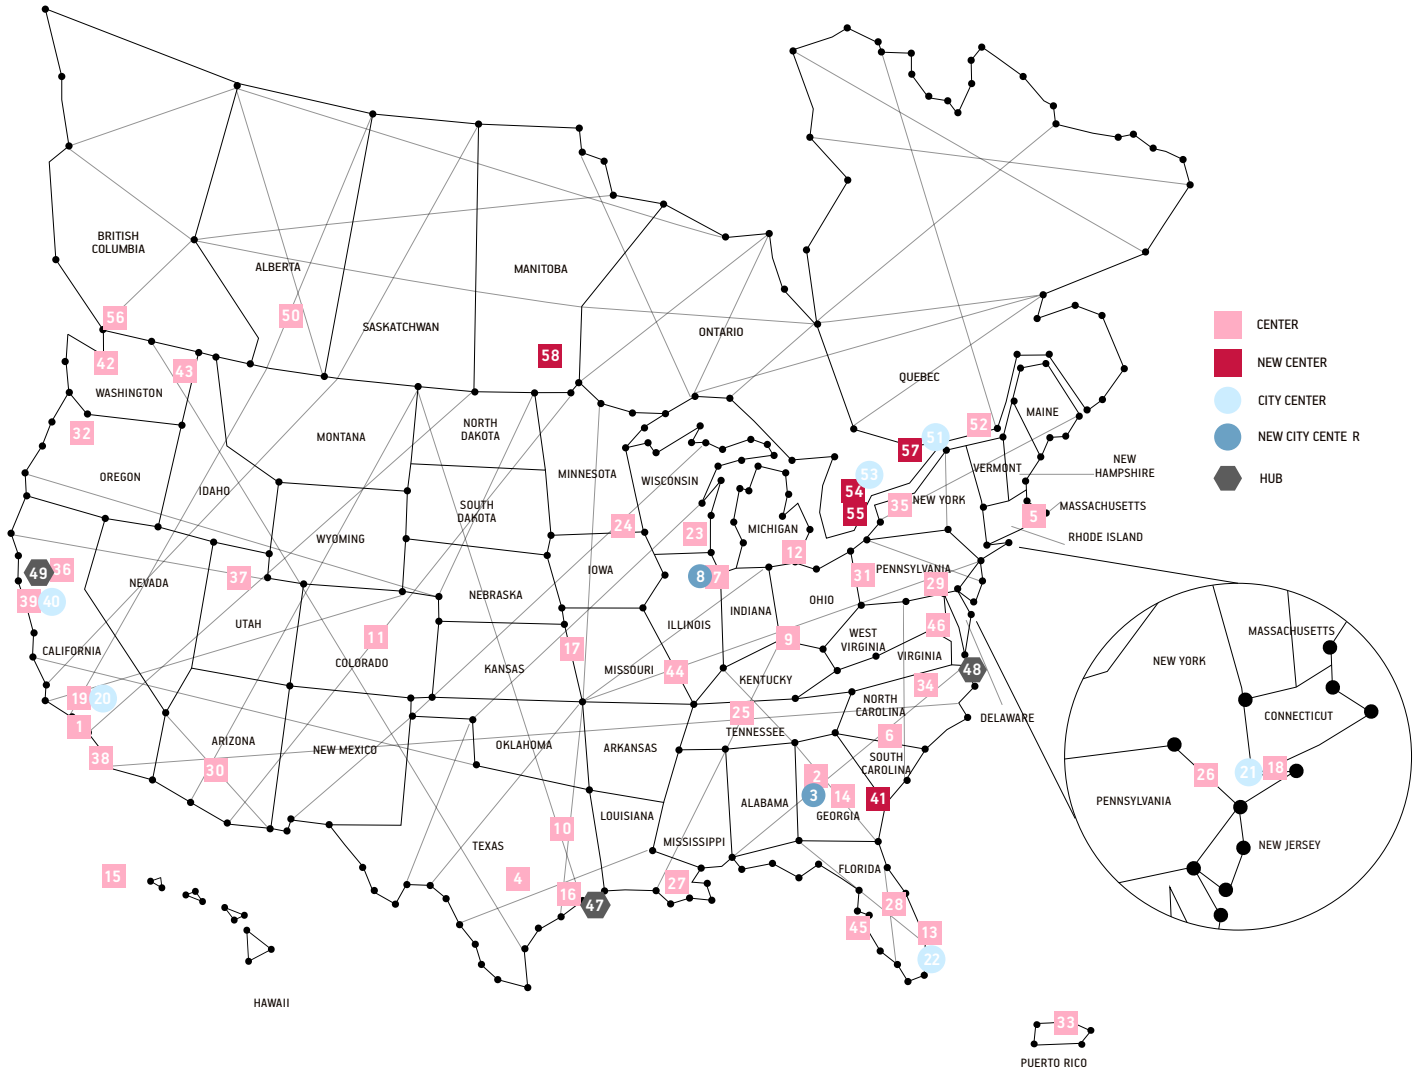 BRITISH
COLUMBIA
ALBERTA
SASKATCHWAN
MANITOBA
ONTARIO
QUEBEC
56
50
58
42
43
WASHINGTON
32
OREGON
IDAHO
MONTANA
NORTH
DAKOTA
SOUTH
DAKOTA
MINNESOTA
WISCONSIN
MICHIGAN
57
51
52
MAINE
VERMONT
NEW
HAMPSHIRE
53
54
55
35
NEW YORK
5
MASSACHUSETTS
RHODE ISLAND
24
23
12
WYOMING
IOWA
NEBRASKA
49
36
39
40
NEVADA
37
UTAH
11
COLORADO
CALIFORNIA
8
7
INDIANA
ILLINOIS
OHIO
31
PENNSYLVANIA
29
46
9
WEST
VIRGINIA
VIRGINIA
48
17
KANSAS
MISSOURI
44
KENTUCKY
34
NORTH
CAROLINA
DELAWARE
19
20
1
38
ARIZONA
30
NEW MEXICO
OKLAHOMA
ARKANSAS
25
TENNESSEE
6
SOUTH
CAROLINA
2
3
14
41
GEORGIA
ALABAMA
MISSISSIPPI
LOUISIANA
10
TEXAS
4
16
47
27
FLORIDA
28
45
13
22
15
HAWAII
33
PUERTO RICO
CENTER
NEW CENTER
CITY CENTER
NEW CITY CENTE R
HUB
MASSACHUSETTS
NEW YORK
CONNECTICUT
26
21
18
PENNSYLVANIA
NEW JERSEY